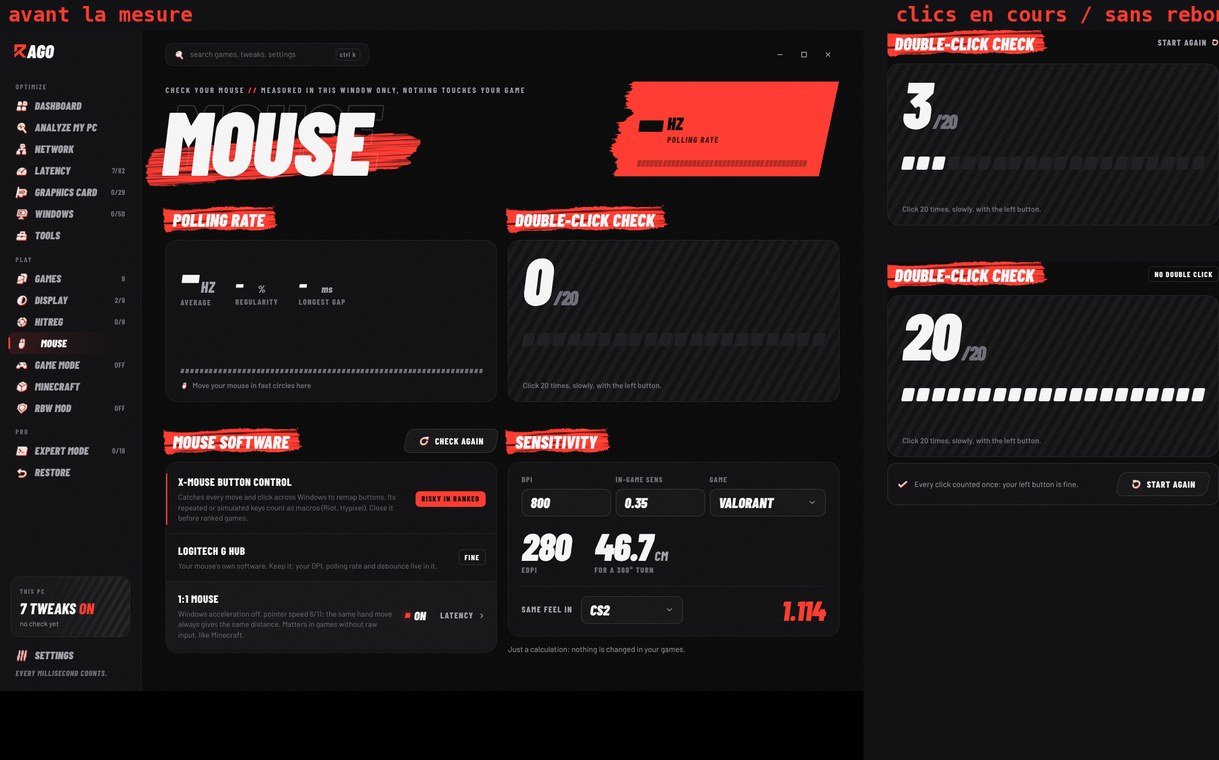 avant la mesure
clics en cours / sans rebo
RAGO
search games, tweaks, settings
ctrl k
OPTIMIZE
DASHBOARD
ANALYZE MY PC
NETWORK
LATENCY 7/82
GRAPHICS CARD 0/29
WINDOWS 6/50
TOOLS
PLAY
GAMES 9
DISPLAY 2/9
HITREG 0/9
MOUSE
GAME MODE OFF
MINECRAFT
RBW MOD OFF
PRO
EXPERT MODE 0/18
RESTORE
THIS PC
7 TWEAKS ON
no check yet
SETTINGS
EVERY MILLISECOND COUNTS.
CHECK YOUR MOUSE // MEASURED IN THIS WINDOW ONLY, NOTHING TOUCHES YOUR GAME
MOUSE
– HZ
POLLING RATE
POLLING RATE
– HZ
AVERAGE
– %
REGULARITY
– ms
LONGEST GAP
Move your mouse in fast circles here
DOUBLE-CLICK CHECK
0/20
Click 20 times, slowly, with the left button.
MOUSE SOFTWARE
CHECK AGAIN
X-MOUSE BUTTON CONTROL
Catches every move and click across Windows to remap buttons. Its
repeated or simulated keys count as macros (Riot, Hypixel). Close it
before ranked games.
RISKY IN RANKED
LOGITECH G HUB
Your mouse's own software. Keep it: your DPI, polling rate and debounce live in it.
FINE
1:1 MOUSE
Windows acceleration off, pointer speed 6/11: the same hand move
always gives the same distance. Matters in games without raw
input, like Minecraft.
ON
LATENCY
SENSITIVITY
DPI
IN-GAME SENS
GAME
800
0.35
VALORANT
280
EDPI
46.7 CM
FOR A 360° TURN
SAME FEEL IN
CS2
1.114
Just a calculation: nothing is changed in your games.
DOUBLE-CLICK CHECK
START AGAIN
3/20
Click 20 times, slowly, with the left button.
DOUBLE-CLICK CHECK
NO DOUBLE CLICK
20/20
Click 20 times, slowly, with the left button.
Every click counted once: your left button is fine.
START AGAIN